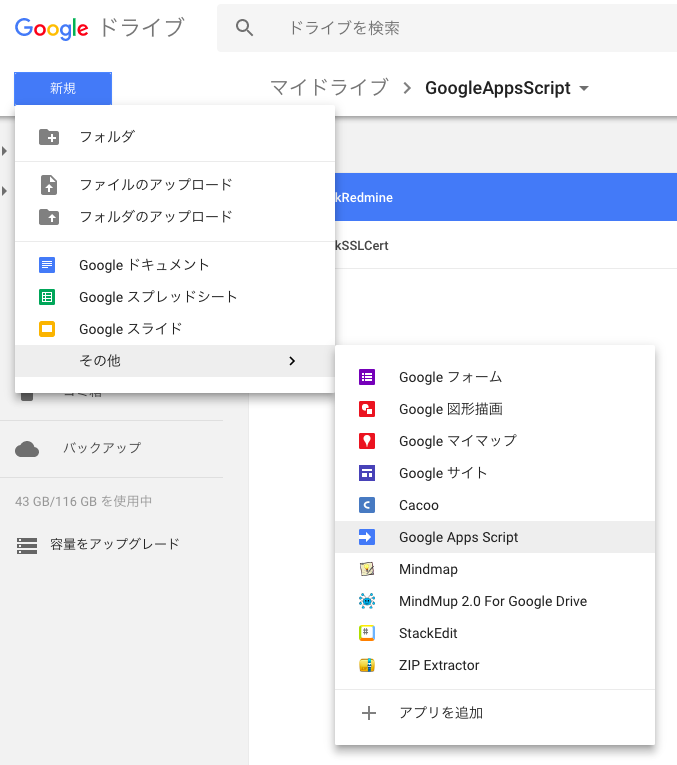 Google ドライブ
ドライブを検索
新規
マイドライブ
GoogleAppsScript
フォルダ
ファイルのアップロード
フォルダのアップロード
kRedmine
kSSLCert
Google ドキュメント
Google スプレッドシート
Google スライド
その他
Google フォーム
Google 図形描画
Google マイマップ
Google サイト
Cacoo
Google Apps Script
Mindmap
MindMup 2.0 For Google Drive
StackEdit
ZIP Extractor
アプリを追加
バックアップ
43 GB/116 GB を使用中
容量をアップグレード